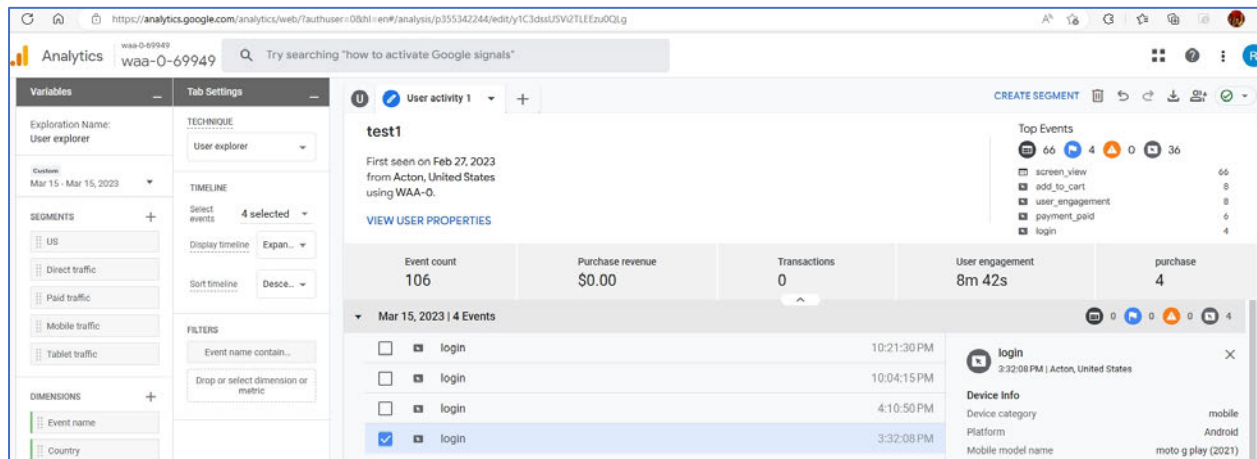 https://analytics.google.com/analytics/web/?authuser=0&hl=en#/analysis/p355342244/edit/y1C3dssUSVi2TLEEzu0QLg
Analytics
waa-0-69949
waa-0-69949
Try searching "how to activate Google signals"
Variables
Exploration Name:
User explorer
Custom
Mar 15 - Mar 15, 2023
SEGMENTS
US
Direct traffic
Paid traffic
Mobile traffic
Tablet traffic
DIMENSIONS
Event name
Country
Tab Settings
TECHNIQUE
User explorer
TIMELINE
Select events
4 selected
Display timeline
Expan...
Sort timeline
Desce...
FILTERS
Event name contain...
Drop or select dimension or
metric
U
User activity 1
CREATE SEGMENT
test1
First seen on Feb 27, 2023
from Acton, United States
using WAA-0.
VIEW USER PROPERTIES
Top Events
66 4 0 36
screen_view 66
add_to_cart 8
user_engagement 8
payment_paid 6
login 4
Event count
106
Purchase revenue
$0.00
Transactions
0
User engagement
8m 42s
purchase
4
Mar 15, 2023 | 4 Events
0 0 0 4
login 10:21:30 PM
login 10:04:15 PM
login 4:10:50 PM
login 3:32:08 PM
login
3:32:08 PM | Acton, United States
Device Info
Device category mobile
Platform Android
Mobile model name moto g play (2021)